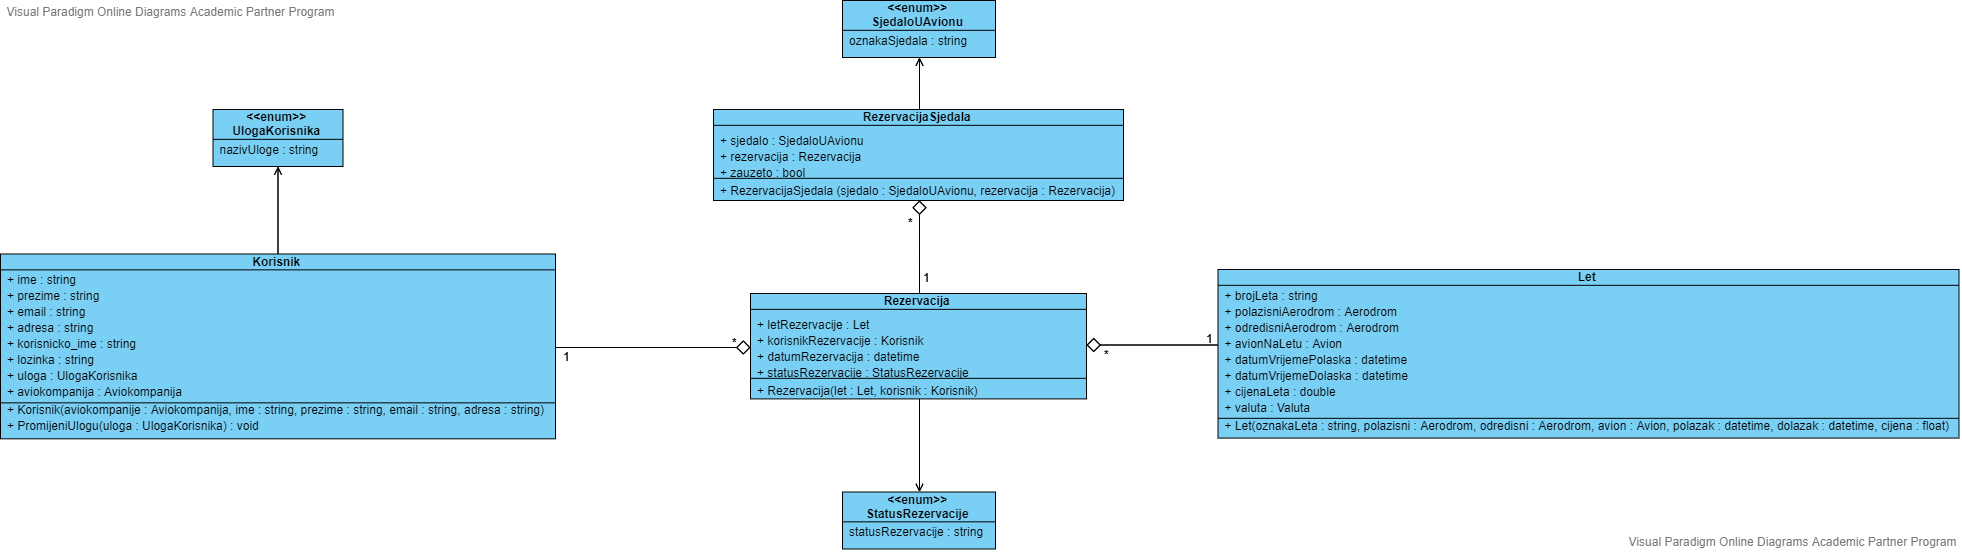 Visual Paradigm Online Diagrams Academic Partner Program
<<enum>>
SjedaloUAvionu
oznakaSjedala : string
<<enum>>
UlogaKorisnika
nazivUloge : string
RezervacijaSjedala
+ sjedalo : SjedaloUAvionu
+ rezervacija : Rezervacija
+ zauzeto : bool
+ RezervacijaSjedala (sjedalo : SjedaloUAvionu, rezervacija : Rezervacija)
*
1
Korisnik
+ ime : string
+ prezime : string
+ email : string
+ adresa : string
+ korisnicko_ime : string
+ lozinka : string
+ uloga : UlogaKorisnika
+ aviokompanija : Aviokompanija
+ Korisnik(aviokompanije : Aviokompanija, ime : string, prezime : string, email : string, adresa : string)
+ PromijeniUlogu(uloga : UlogaKorisnika) : void
1
*
Rezervacija
+ letRezervacije : Let
+ korisnikRezervacije : Korisnik
+ datumRezervacija : datetime
+ statusRezervacije : StatusRezervacije
+ Rezervacija(let : Let, korisnik : Korisnik)
*
1
Let
+ brojLeta : string
+ polazisniAerodrom : Aerodrom
+ odredisniAerodrom : Aerodrom
+ avionNaLetu : Avion
+ datumVrijemePolaska : datetime
+ datumVrijemeDolaska : datetime
+ cijenaLeta : double
+ valuta : Valuta
+ Let(oznakaLeta : string, polazisni : Aerodrom, odredisni : Aerodrom, avion : Avion, polazak : datetime, dolazak : datetime, cijena : float)
<<enum>>
StatusRezervacije
statusRezervacije : string
Visual Paradigm Online Diagrams Academic Partner Program